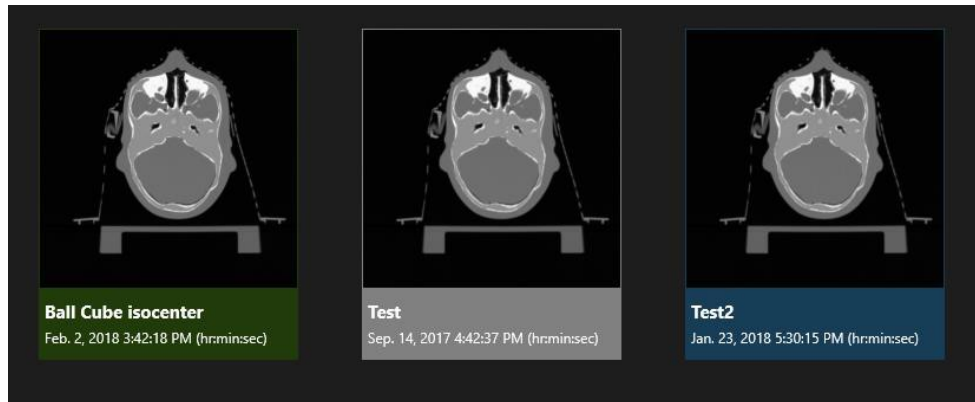 Ball Cube isocenter
Feb. 2, 2018 3:42:18 PM (hr:min:sec)
Test
Sep. 14, 2017 4:42:37 PM (hr:min:sec)
Test2
Jan. 23, 2018 5:30:15 PM (hr:min:sec)